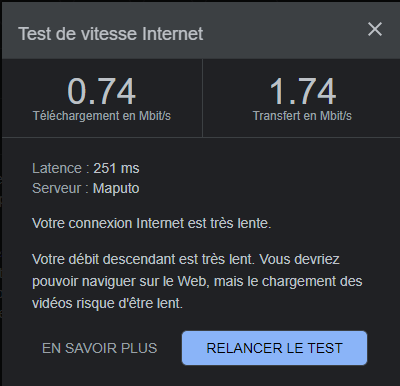 Test de vitesse Internet
0.74
Téléchargement en Mbit/s
1.74
Transfert en Mbit/s
Latence : 251 ms
Serveur : Maputo
Votre connexion Internet est très lente.
Votre débit descendant est très lent. Vous devriez
pouvoir naviguer sur le Web, mais le chargement des
vidéos risque d'être lent.
EN SAVOIR PLUS
RELANCER LE TEST